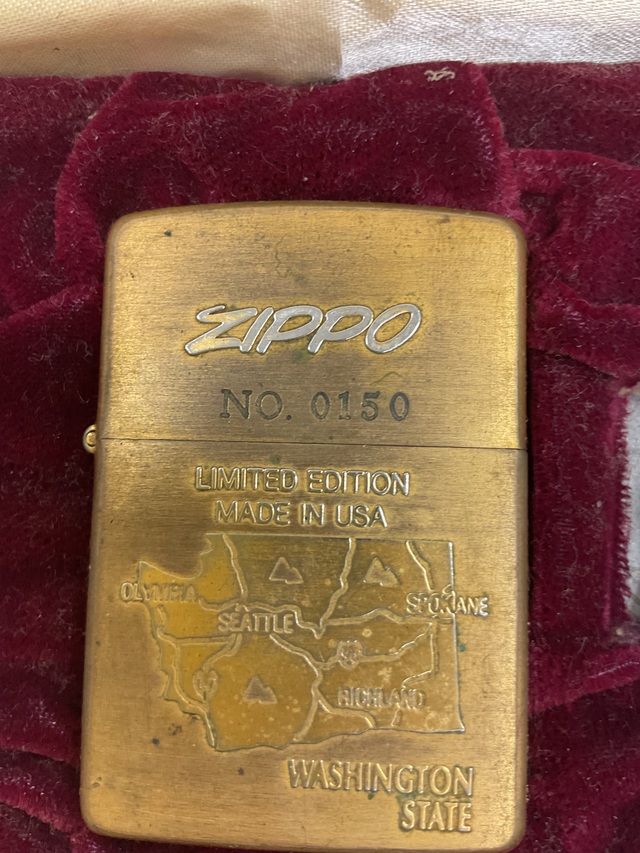 ZIPPO
NO. 0150
LIMITED EDITION
MADE IN USA
OLYMPIA
SPOKANE
SEATTLE
RICHLAND
WASHINGTON
STATE